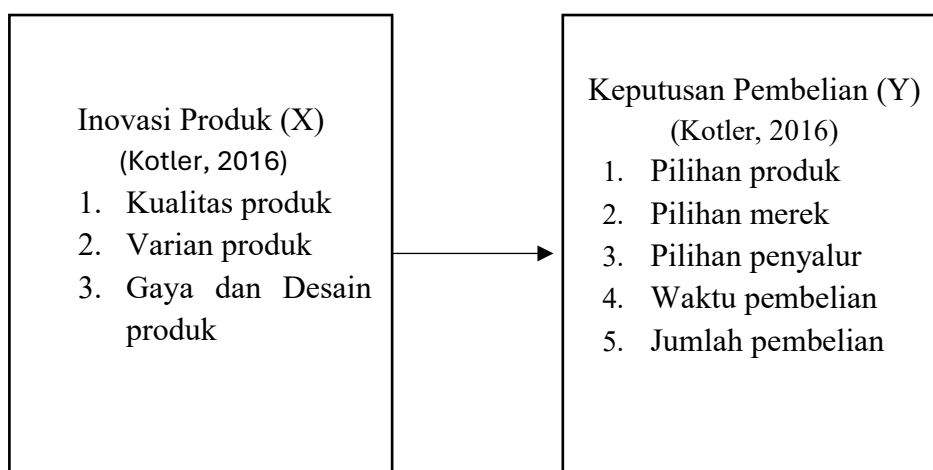 Inovasi Produk (X)
(Kotler, 2016)
1. Kualitas produk
2. Varian produk
3. Gaya dan Desain
produk
Keputusan Pembelian (Y)
(Kotler, 2016)
1. Pilihan produk
2. Pilihan merek
3. Pilihan penyalur
4. Waktu pembelian
5. Jumlah pembelian